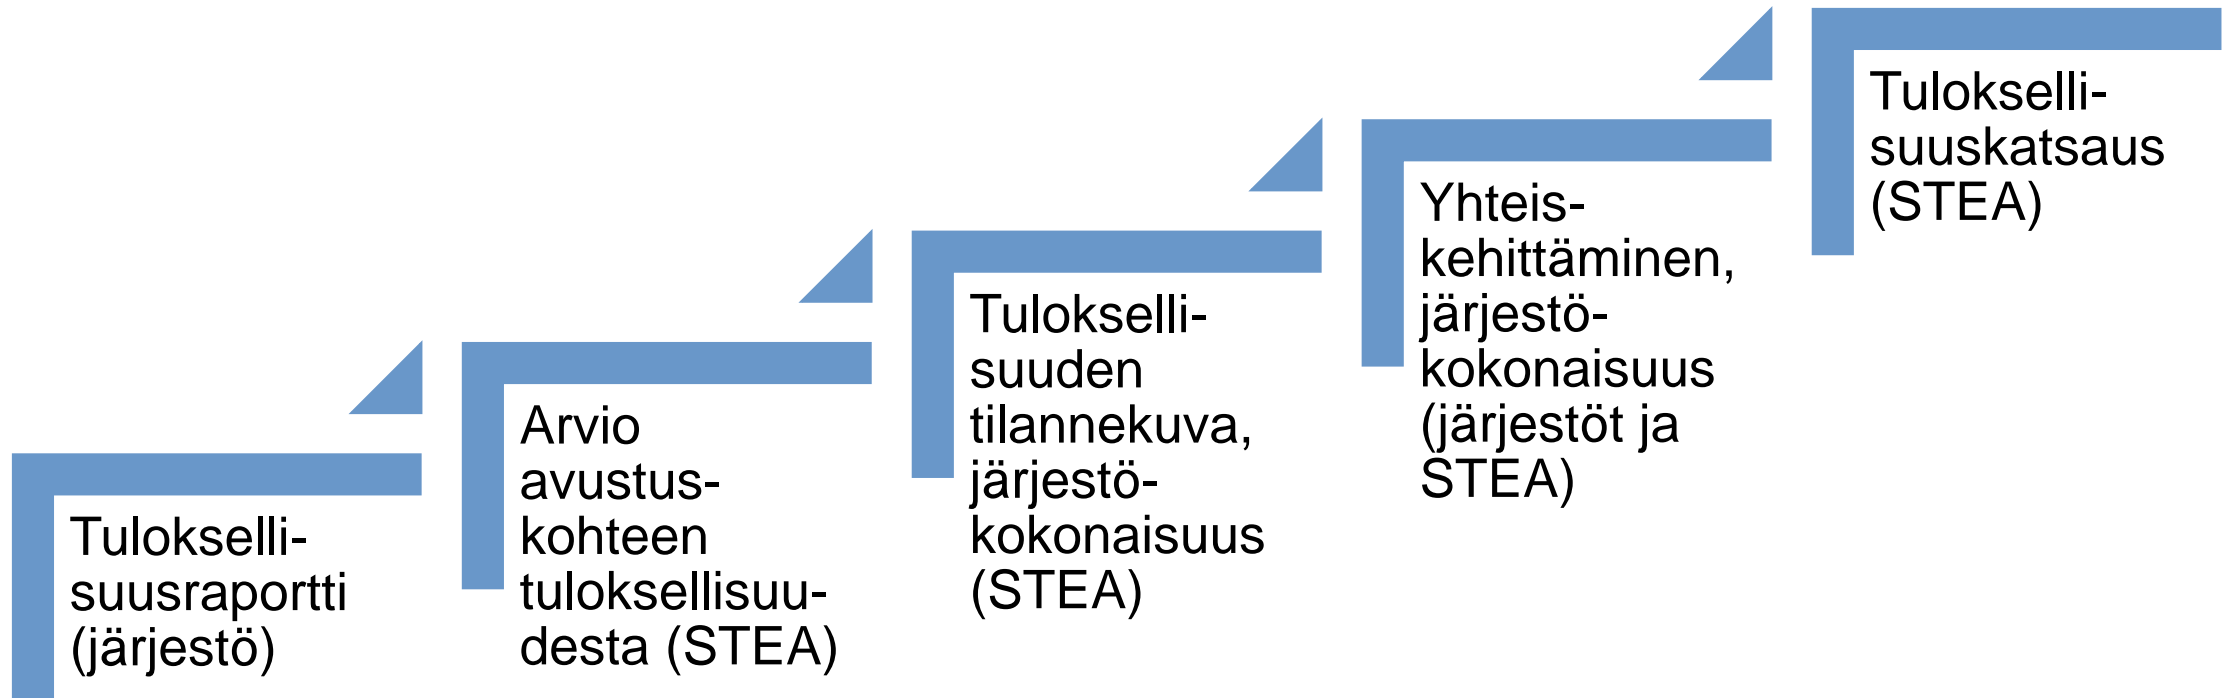 Tulokselli-
suusraportti
(järjestö)
Arvio
avustus-
kohteen
tuloksellisuu-
desta (STEA)
Tulokselli-
suuden
tilannekuva,
järjestö-
kokonaisuus
(STEA)
Yhteis-
kehittäminen,
järjestö-
kokonaisuus
(järjestöt ja
STEA)
Tulokselli-
suuskatsaus
(STEA)